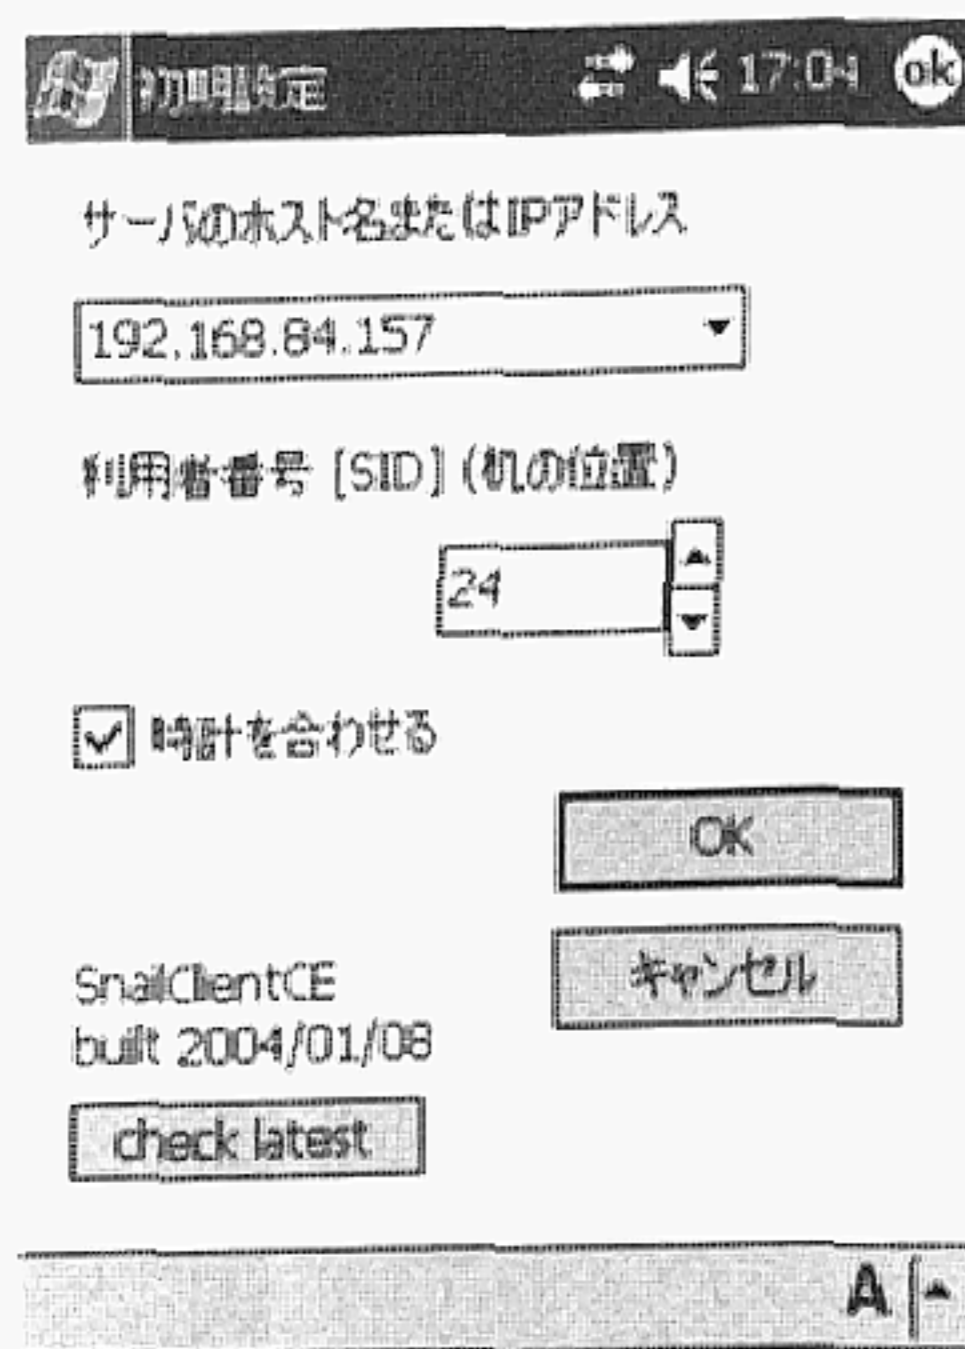 初期設定 17:04 ok
サーバのホスト名またはIPアドレス
192.168.84.157
利用者番号 [SID] (机の位置)
24
時計を合わせる
OK
キャンセル
SnailClientCE
built 2004/01/08
check latest
A